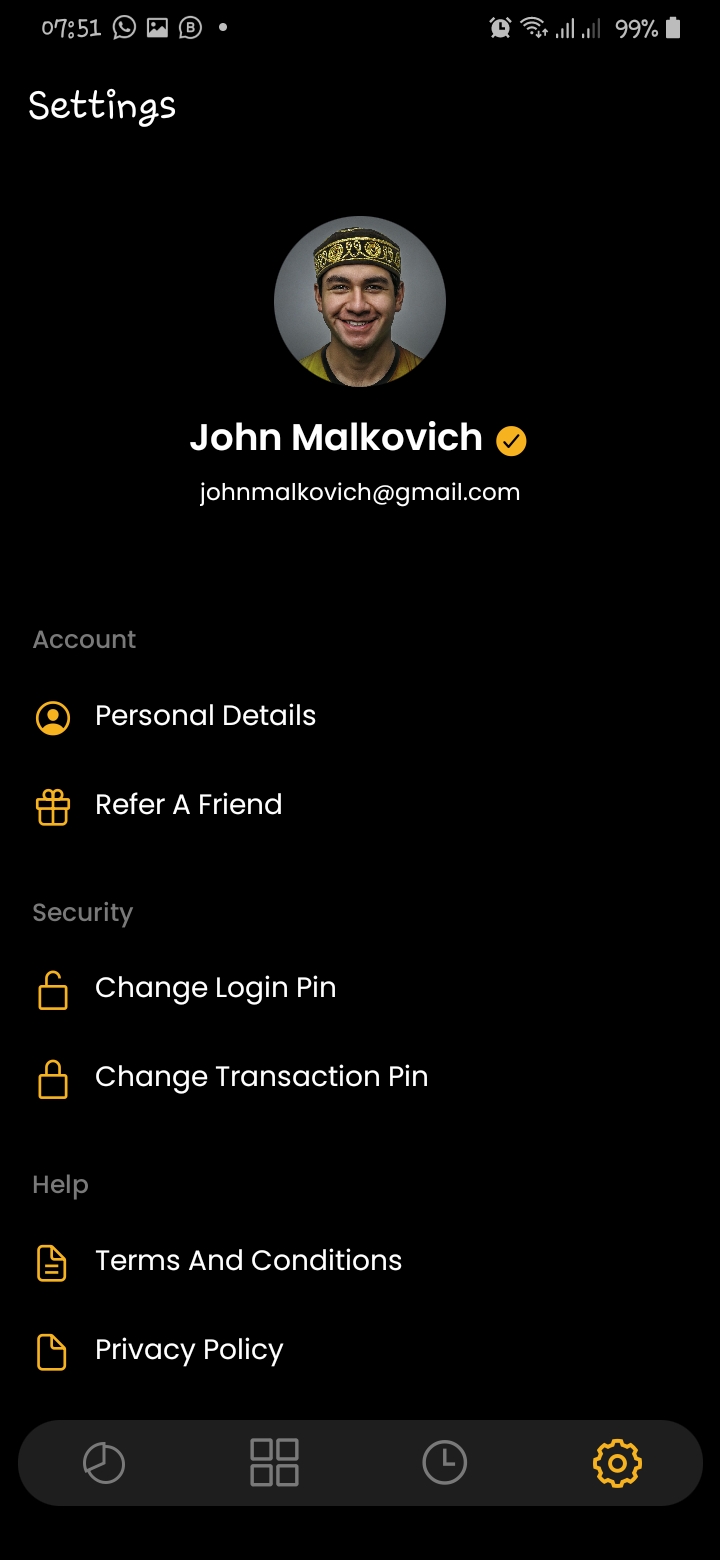 07:51 99%
Settings
John Malkovich
johnmalkovich@gmail.com
Account
Personal Details
Refer A Friend
Security
Change Login Pin
Change Transaction Pin
Help
Terms And Conditions
Privacy Policy